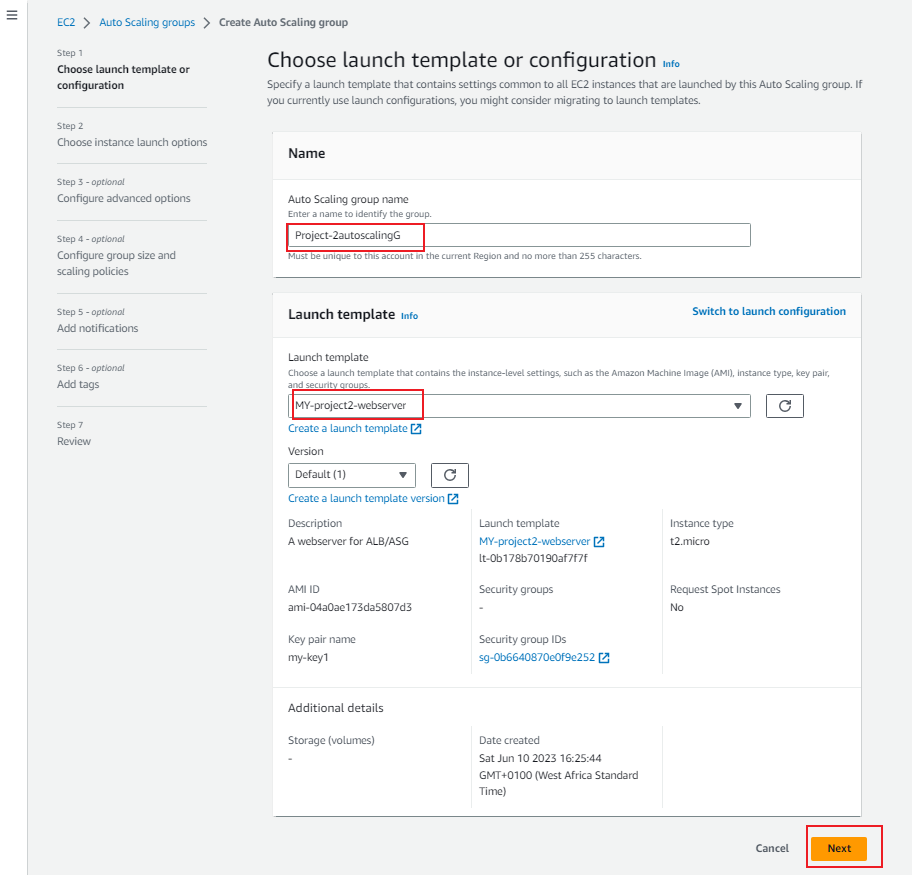 EC2 > Auto Scaling groups > Create Auto Scaling group
Step 1
Choose launch template or
configuration
Step 2
Choose instance launch options
Step 3 - optional
Configure advanced options
Step 4 - optional
Configure group size and
scaling policies
Step 5 - optional
Add notifications
Step 6 - optional
Add tags
Step 7
Review
Choose launch template or configuration Info
Specify a launch template that contains settings common to all EC2 instances that are launched by this Auto Scaling group. If
you currently use launch configurations, you might consider migrating to launch templates.
Name
Auto Scaling group name
Enter a name to identify the group.
Project-2autoscalingG
Must be unique to this account in the current Region and no more than 255 characters.
Launch template Info
Switch to launch configuration
Launch template
Choose a launch template that contains the instance-level settings, such as the Amazon Machine Image (AMI), instance type, key pair,
and security groups.
MY-project2-webserver
Create a launch template
Version
Default (1)
Create a launch template version
Description
A webserver for ALB/ASG
Launch template
MY-project2-webserver
lt-0b178b70190af7f7f
Instance type
t2.micro
AMI ID
ami-04a0ae173da5807d3
Security groups
-
Request Spot Instances
No
Key pair name
my-key1
Security group IDs
sg-0b6640870e0f9e252
Additional details
Storage (volumes)
-
Date created
Sat Jun 10 2023 16:25:44
GMT+0100 (West Africa Standard
Time)
Cancel
Next